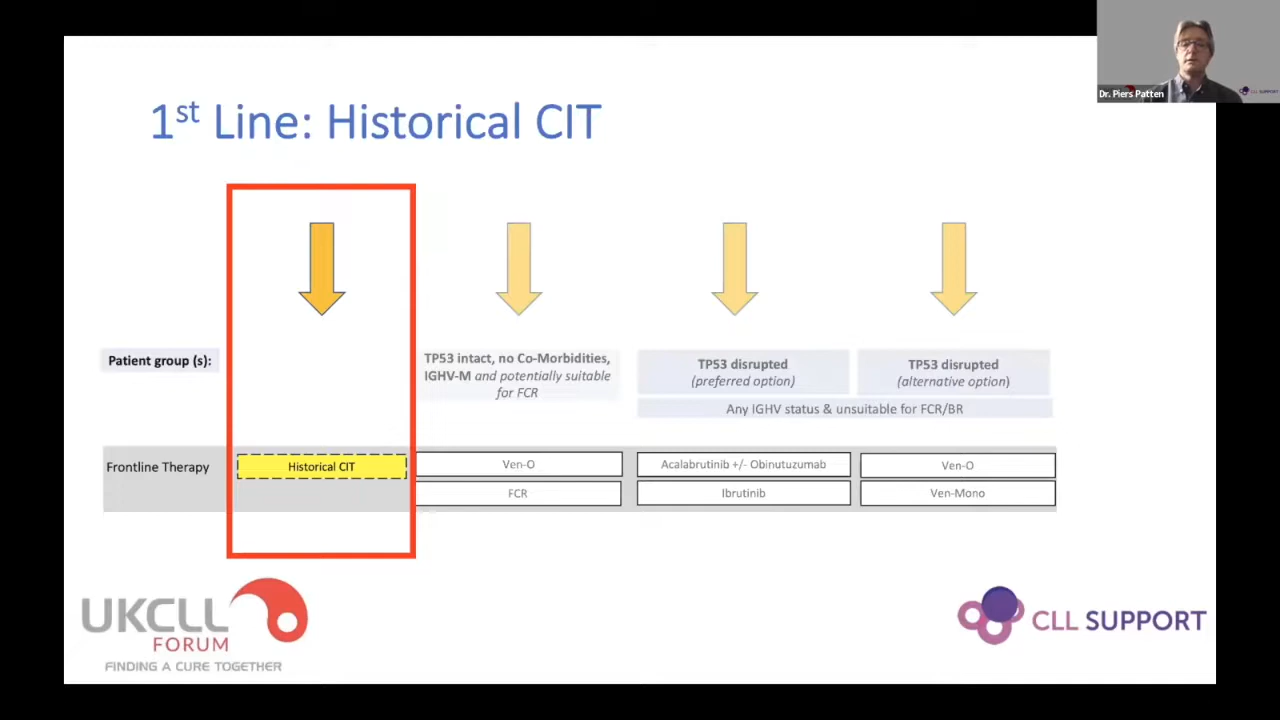 Dr. Piers Patten
CLL SUPPORT
1st Line: Historical CIT
Patient group (s):
TP53 intact, no Co-Morbidities,
IGHV-M and potentially suitable
for FCR
TP53 disrupted
(preferred option)
TP53 disrupted
(alternative option)
Any IGHV status & unsuitable for FCR/BR
Frontline Therapy
Historical CIT
Ven-O
Acalabrutinib +/- Obinutuzumab
Ven-O
FCR
Ibrutinib
Ven-Mono
UKCLL
FORUM
FINDING A CURE TOGETHER
CLL SUPPORT